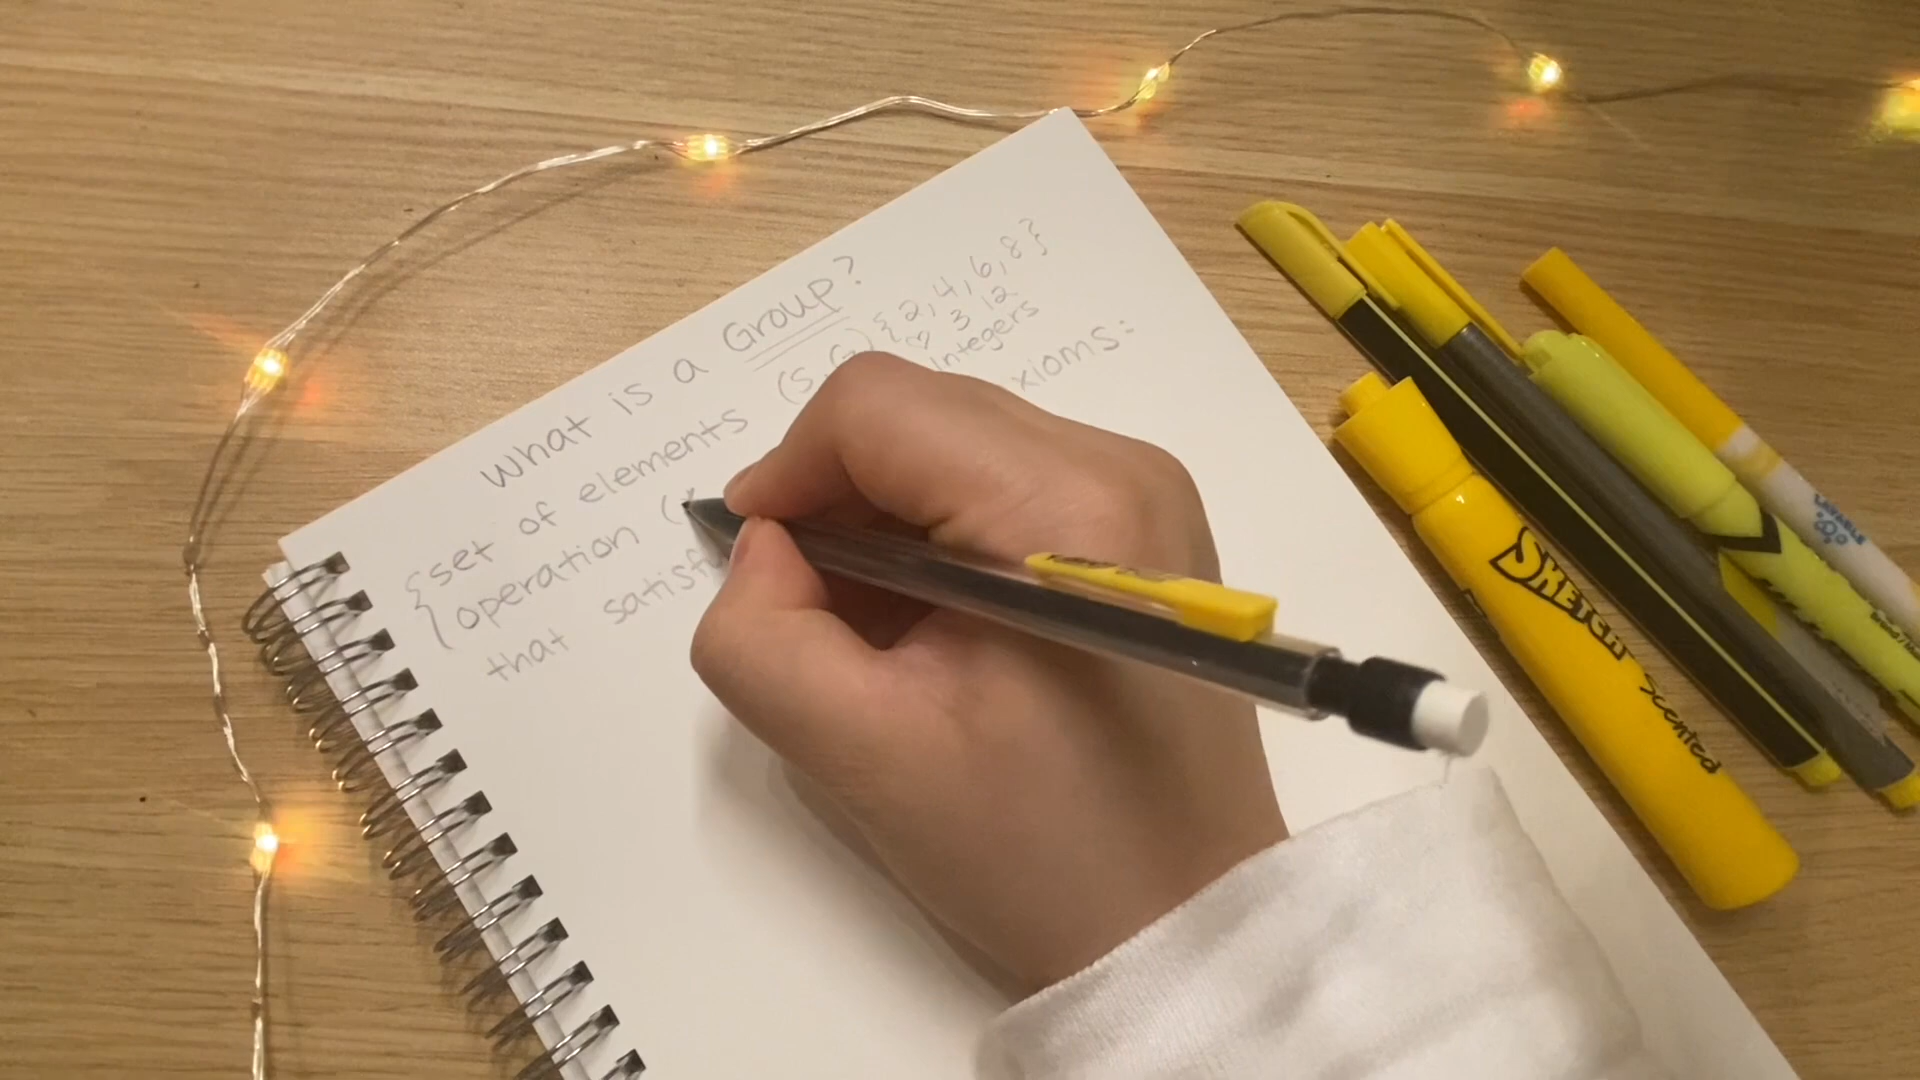 What is a Group?
{set of elements (S, G) {2, 4, 6, 8}
♡ 3 12
Integers
operation (
that satisf xioms:
SKETCH
Scented
WASHABLE